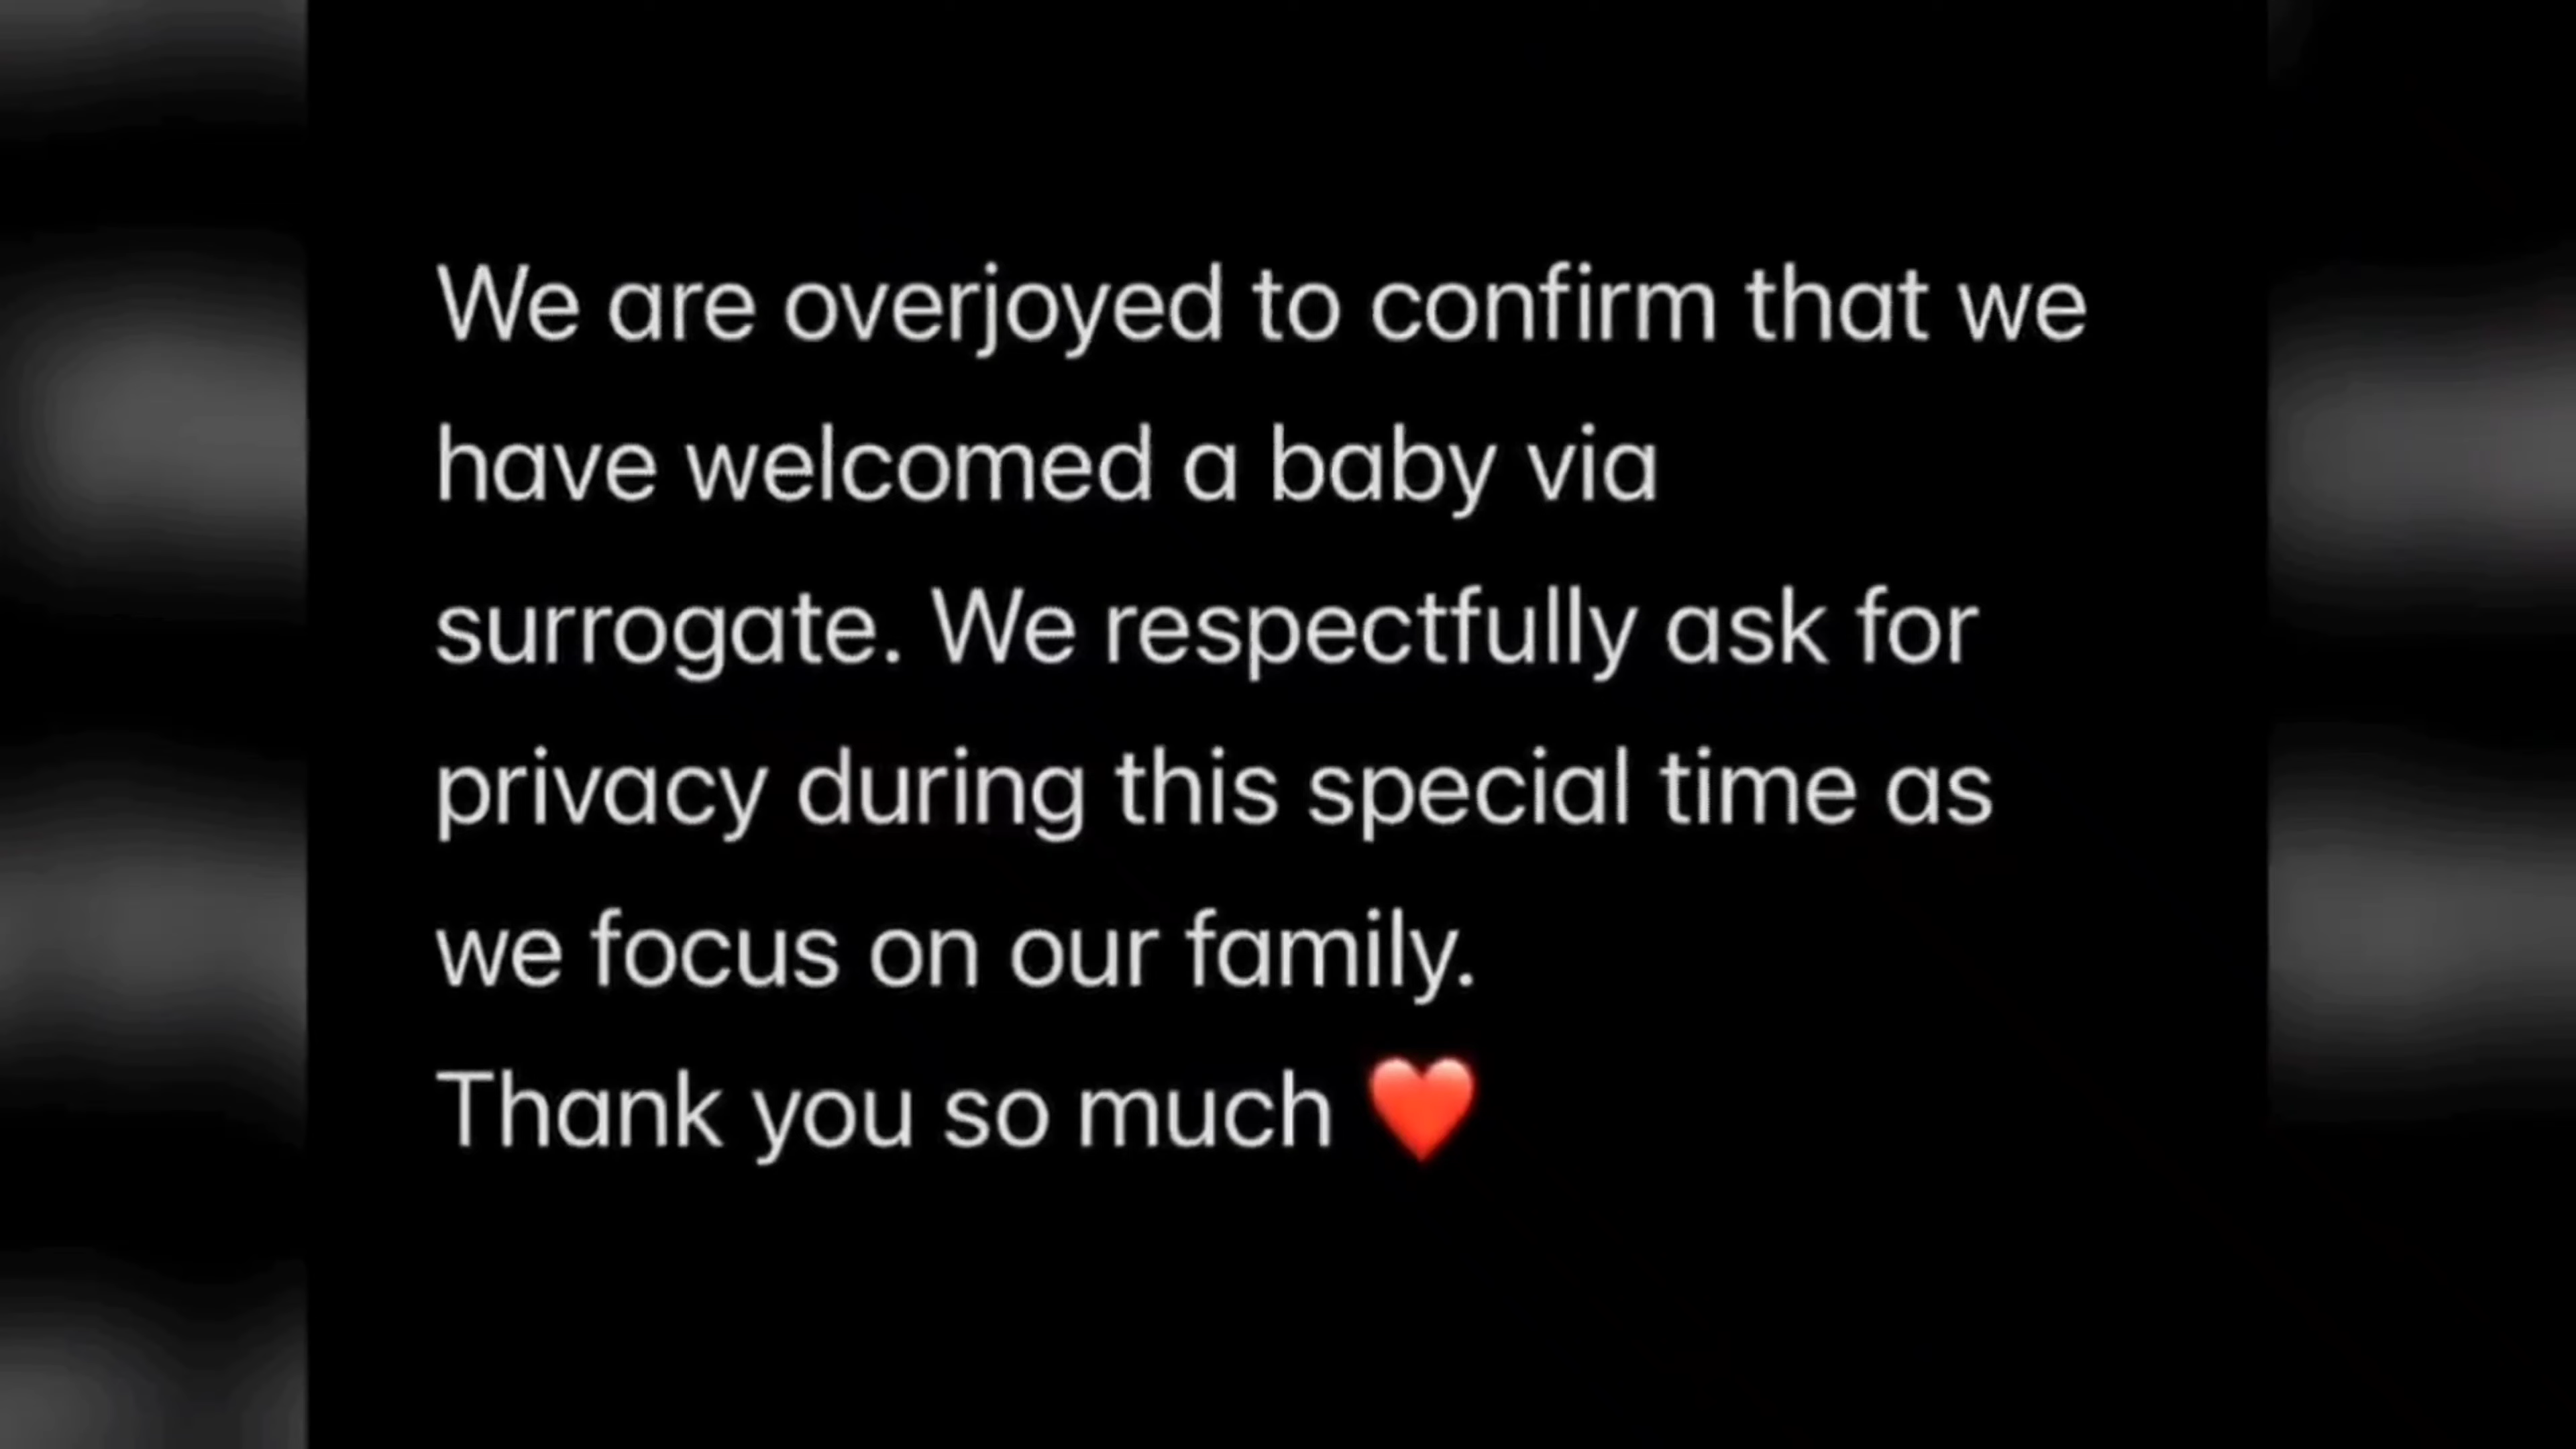 We are overjoyed to confirm that we
have welcomed a baby via
surrogate. We respectfully ask for
privacy during this special time as
we focus on our family.
Thank you so much ❤️